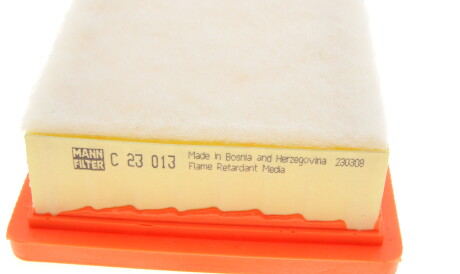 MANN FILTER C 23 013
Made in Bosnia and Herzegovina 230309
Flame Retardant Media